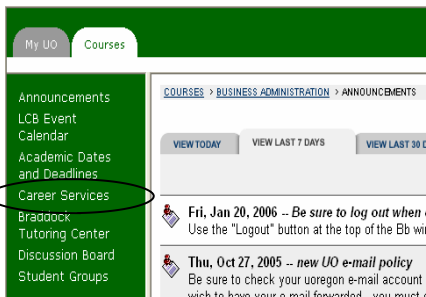 My UO
Courses
Announcements
LCB Event
Calendar
Academic Dates
and Deadlines
Career Services
Braddock
Tutoring Center
Discussion Board
Student Groups
COURSES > BUSINESS ADMINISTRATION > ANNOUNCEMENTS
VIEW TODAY
VIEW LAST 7 DAYS
VIEW LAST 30
Fri, Jan 20, 2006 -- Be sure to log out when
Use the "Logout" button at the top of the Bb
Thu, Oct 27, 2005 -- new UO e-mail policy
Be sure to check your uoregon e-mail account
wish to have your e-mail forwarded, you must